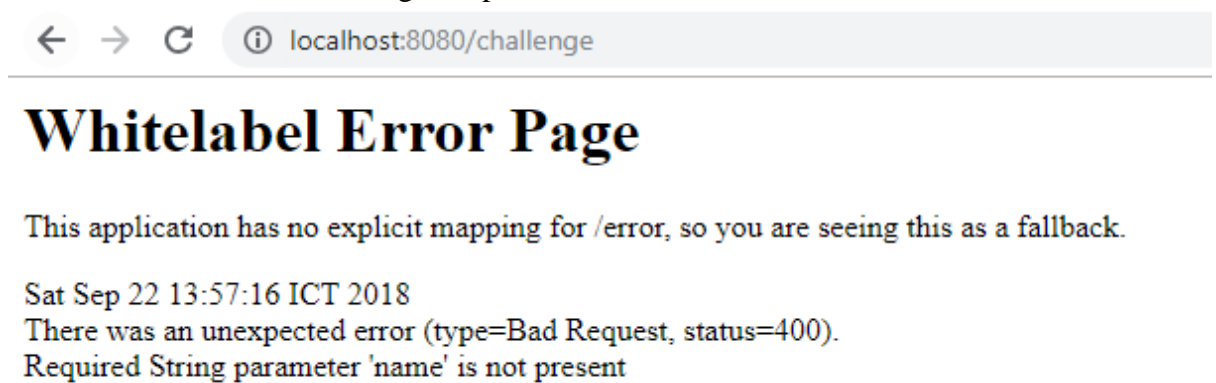 localhost:8080/challenge
Whitelabel Error Page
This application has no explicit mapping for /error, so you are seeing this as a fallback.
Sat Sep 22 13:57:16 ICT 2018
There was an unexpected error (type=Bad Request, status=400).
Required String parameter 'name' is not present